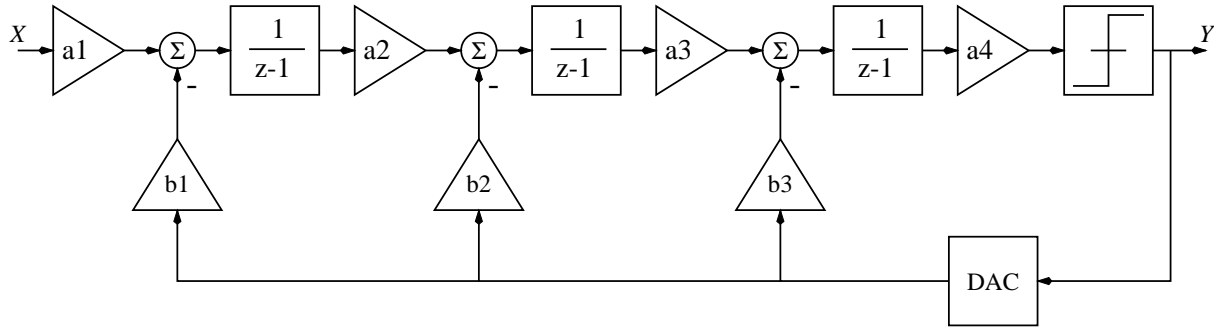 X
a1
Σ
1
z-1
a2
Σ
1
z-1
a3
Σ
1
z-1
a4
Y
-
-
-
b1
b2
b3
DAC